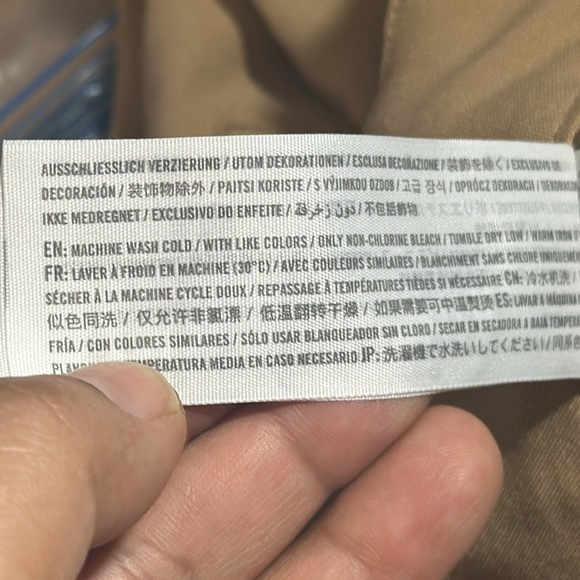 AUSSCHLIESSLICH VERZIERUNG / UTOM DEKORATIONEN / ESCLUSA DECORAZIONE / 装飾を除く / EXCLUSIVO DE
DECORACIÓN / 装饰物除外 / PAITSI KORISTE / S VÝJIMKOU OZDOB / 고급 장식 / OPRÓCZ DEKORACJI /
IKKE MEDREGNET / EXCLUSIVO DO ENFEITE / دون زخرفة / 不包括飾物
EN: MACHINE WASH COLD / WITH LIKE COLORS / ONLY NON-CHLORINE BLEACH / TUMBLE DRY LOW / WARM IRON
FR: LAVER À FROID EN MACHINE (30°C) / AVEC COULEURS SIMILAIRES / BLANCHIMENT SANS CHLORE UNIQUEMEN
SÉCHER À LA MACHINE CYCLE DOUX / REPASSAGE À TEMPÉRATURES TIÈDES SI NÉCESSAIRE CN: 冷水机洗 /
似色同洗 / 仅允许非氯漂 / 低温翻转干燥 / 如果需要可中温熨烫 ES: LAVAR A MÁQUINA
FRÍA / CON COLORES SIMILARES / SÓLO USAR BLANQUEADOR SIN CLORO / SECAR EN SECADORA A BAJA TEMPER
TEMPERATURA MEDIA EN CASO NECESARIO JP: 洗濯機で水洗いしてください / 同系色